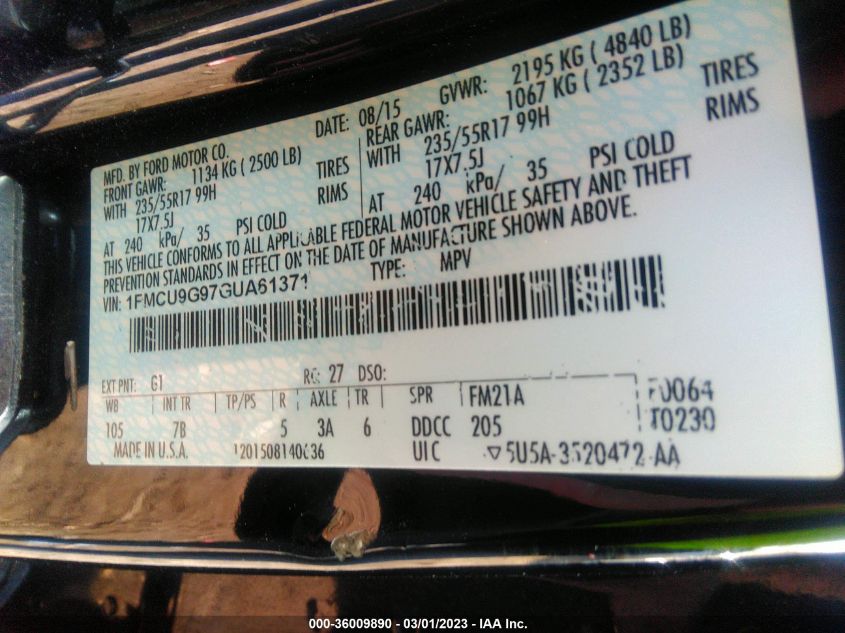 MFD. BY FORD MOTOR CO.
DATE: 08/15 GVWR: 2195 KG ( 4840 LB)
FRONT GAWR: 1134 KG ( 2500 LB)
REAR GAWR: 1067 KG ( 2352 LB)
WITH 235/55R17 99H TIRES
WITH 235/55R17 99H TIRES
17X7.5J RIMS
17X7.5J RIMS
AT 240 kPa/ 35 PSI COLD
AT 240 kPa/ 35 PSI COLD
THIS VEHICLE CONFORMS TO ALL APPLICABLE FEDERAL MOTOR VEHICLE SAFETY AND THEFT
PREVENTION STANDARDS IN EFFECT ON THE DATE OF MANUFACTURE SHOWN ABOVE.
VIN: 1FMCU9G97GUA61371 TYPE: MPV
EXT PNT: G1 RC: 27 DSO:
WB INT TR TP/PS R AXLE TR SPR FM21A F0064
105 7B 5 3A 6 DDCC 205 T0230
MADE IN U.S.A. UIC 5U5A-3520472-AA
000-36009890 - 03/01/2023 - IAA Inc.